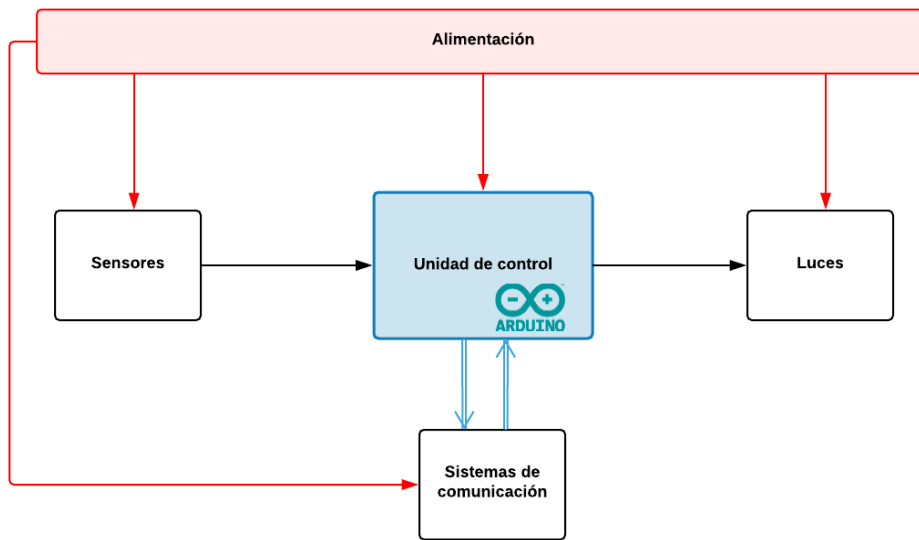 Alimentación
Sensores
Unidad de control
Luces
ARDUINO
Sistemas de
comunicación